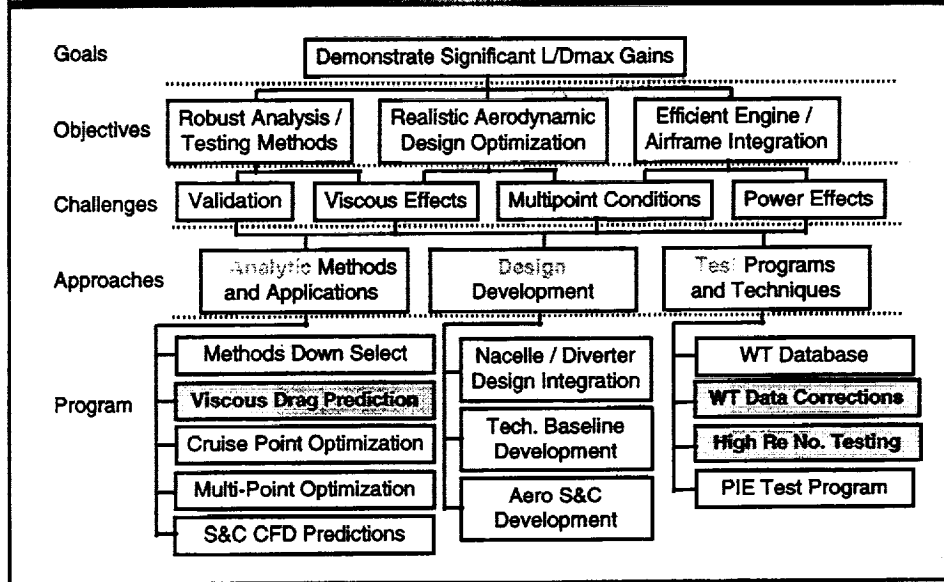 Goals
Demonstrate Significant L/Dmax Gains
Objectives
Robust Analysis /
Testing Methods
Realistic Aerodynamic
Design Optimization
Efficient Engine /
Airframe Integration
Challenges
Validation
Viscous Effects
Multipoint Conditions
Power Effects
Approaches
Analytic Methods
and Applications
Design
Development
Test Programs
and Techniques
Program
Methods Down Select
Viscous Drag Prediction
Cruise Point Optimization
Multi-Point Optimization
S&C CFD Predictions
Nacelle / Diverter
Design Integration
Tech. Baseline
Development
Aero S&C
Development
WT Database
WT Data Corrections
High Re No. Testing
PIE Test Program